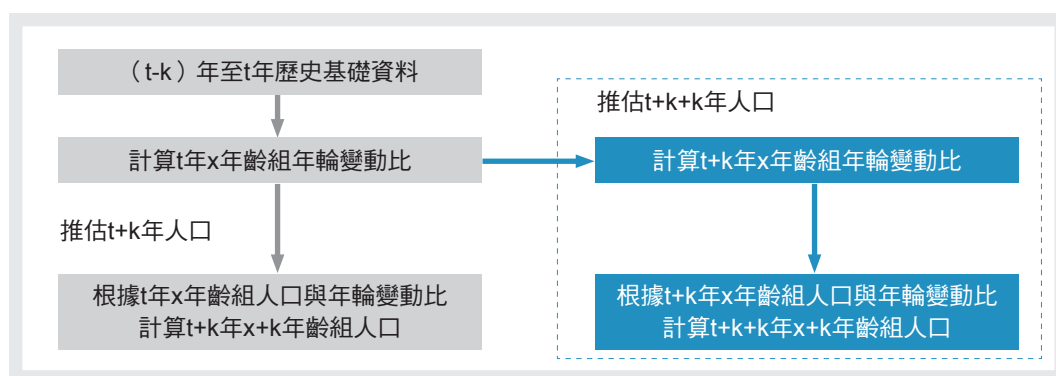 （t-k）年至t年歷史基礎資料
計算t年x年齡組年輪變動比
推估t+k年人口
根據t年x年齡組人口與年輪變動比
計算t+k年x+k年齡組人口
推估t+k+k年人口
計算t+k年x年齡組年輪變動比
根據t+k年x年齡組人口與年輪變動比
計算t+k+k年x+k年齡組人口